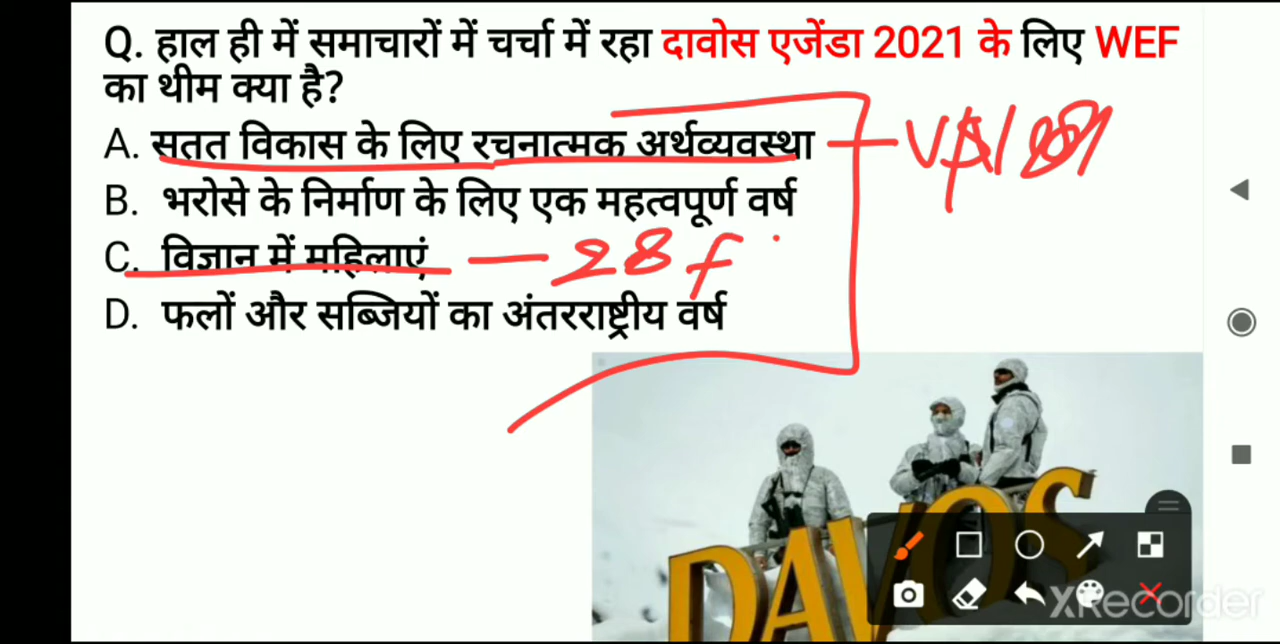 Q. हाल ही में समाचारों में चर्चा में रहा दावोस एजेंडा 2021 के लिए WEF
का थीम क्या है?
A. सतत विकास के लिए रचनात्मक अर्थव्यवस्था
B. भरोसे के निर्माण के लिए एक महत्वपूर्ण वर्ष
C. विज्ञान में महिलाएं — 28 f
D. फलों और सब्जियों का अंतरराष्ट्रीय वर्ष
DAVOS
XRecorder